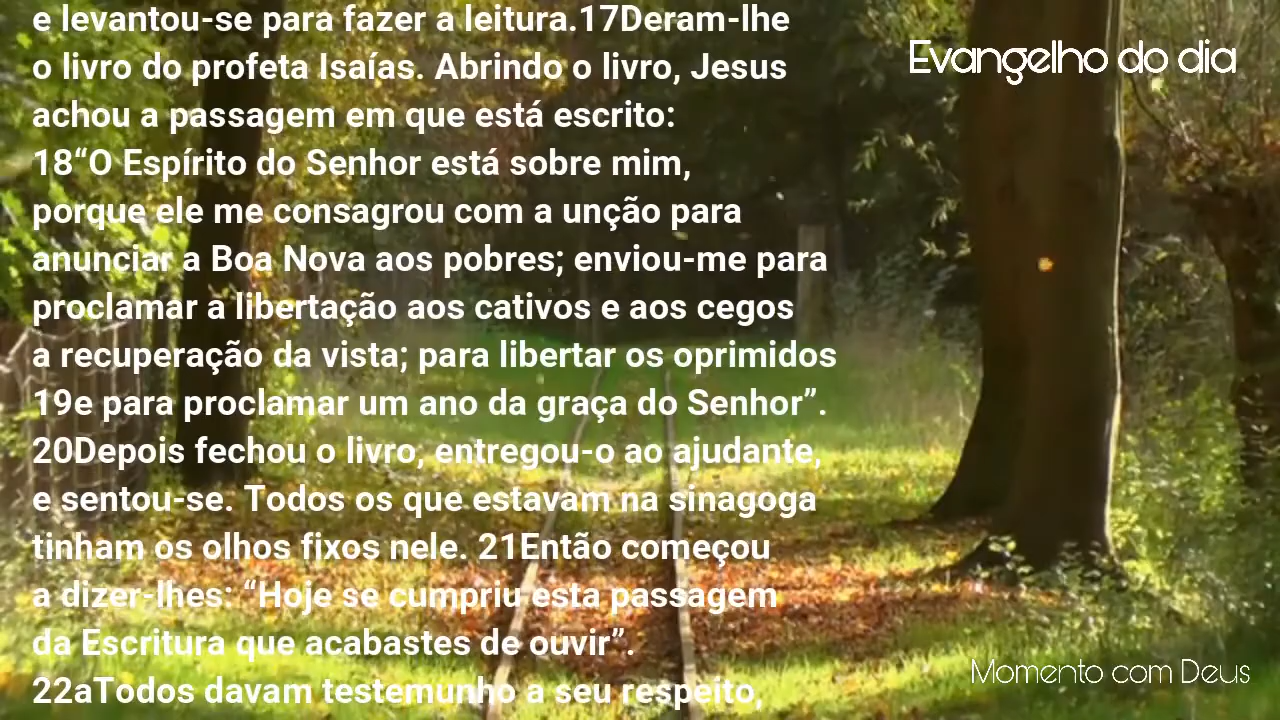 e levantou-se para fazer a leitura.17Deram-lhe
o livro do profeta Isaías. Abrindo o livro, Jesus
achou a passagem em que está escrito:
18“O Espírito do Senhor está sobre mim,
porque ele me consagrou com a unção para
anunciar a Boa Nova aos pobres; enviou-me para
proclamar a libertação aos cativos e aos cegos
a recuperação da vista; para libertar os oprimidos
19e para proclamar um ano da graça do Senhor”.
20Depois fechou o livro, entregou-o ao ajudante,
e sentou-se. Todos os que estavam na sinagoga
tinham os olhos fixos nele. 21Então começou
a dizer-lhes: “Hoje se cumpriu esta passagem
da Escritura que acabastes de ouvir”.
22aTodos davam testemunho a seu respeito,
Evangelho do dia
Momento com Deus